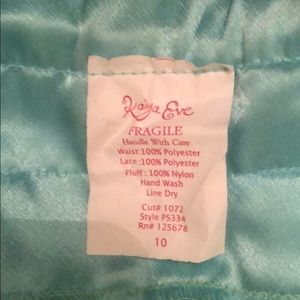 Kaya Eve
FRAGILE
Handle With Care
Waist:100% Polyester
Lace:100% Polyester
Fluff : 100% Nylon
Hand Wash
Line Dry
Cut# 1072
Style PS334
Rn# 125678
10